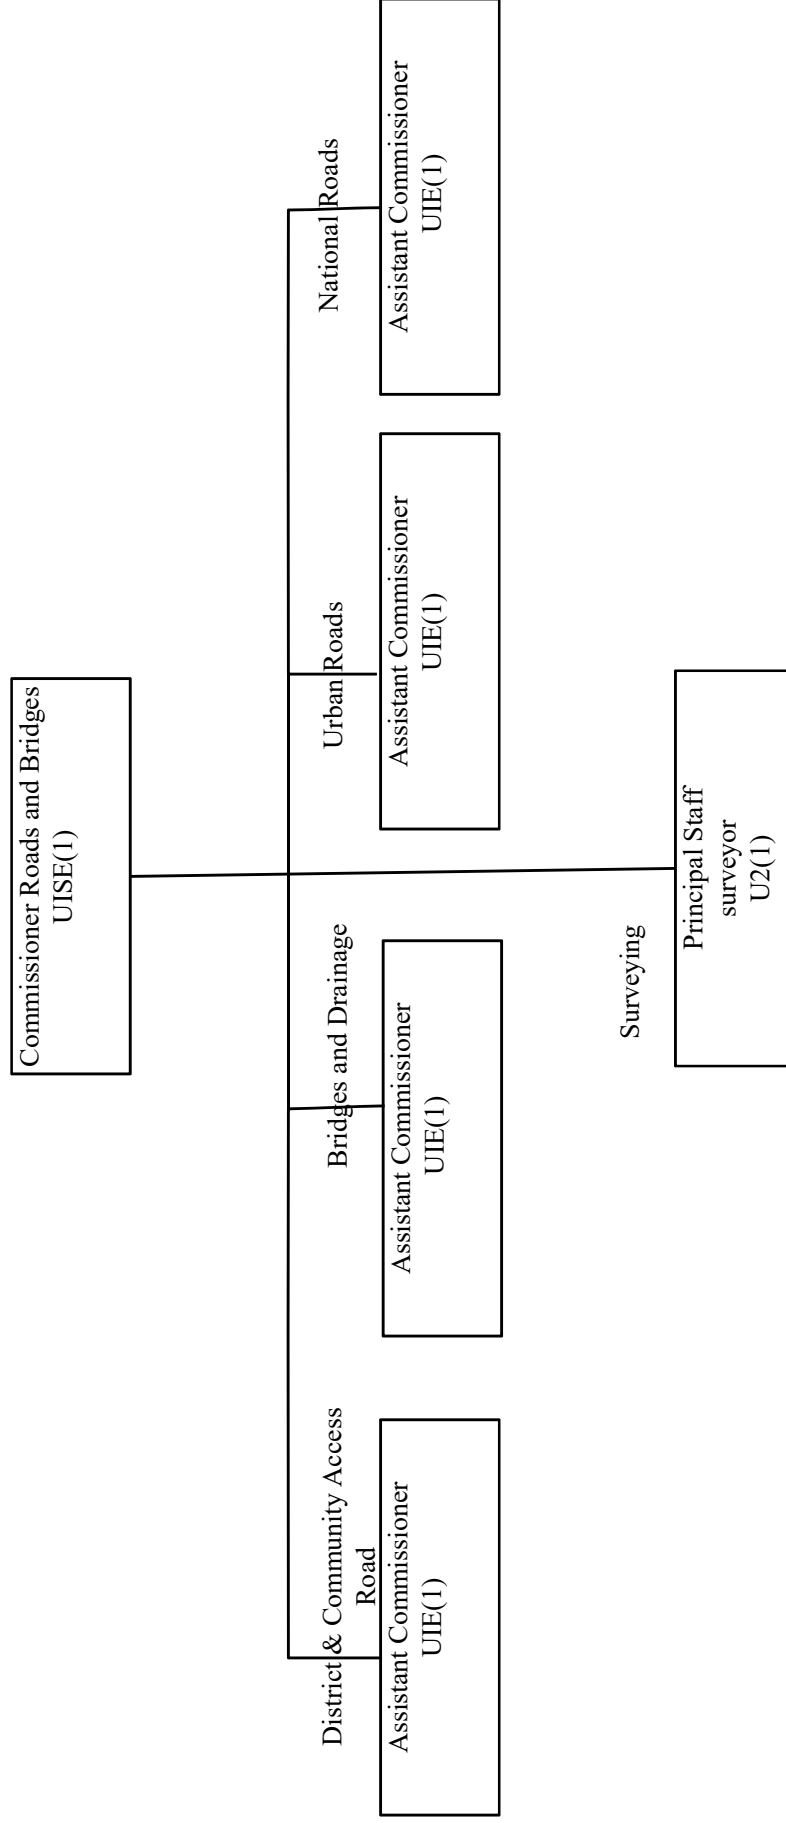 Commissioner Roads and Bridges
UISE(1)
District & Community Access
Road
Assistant Commissioner
UIE(1)
Bridges and Drainage
Assistant Commissioner
UIE(1)
Urban Roads
Assistant Commissioner
UIE(1)
National Roads
Assistant Commissioner
UIE(1)
Surveying
Principal Staff
surveyor
U2(1)